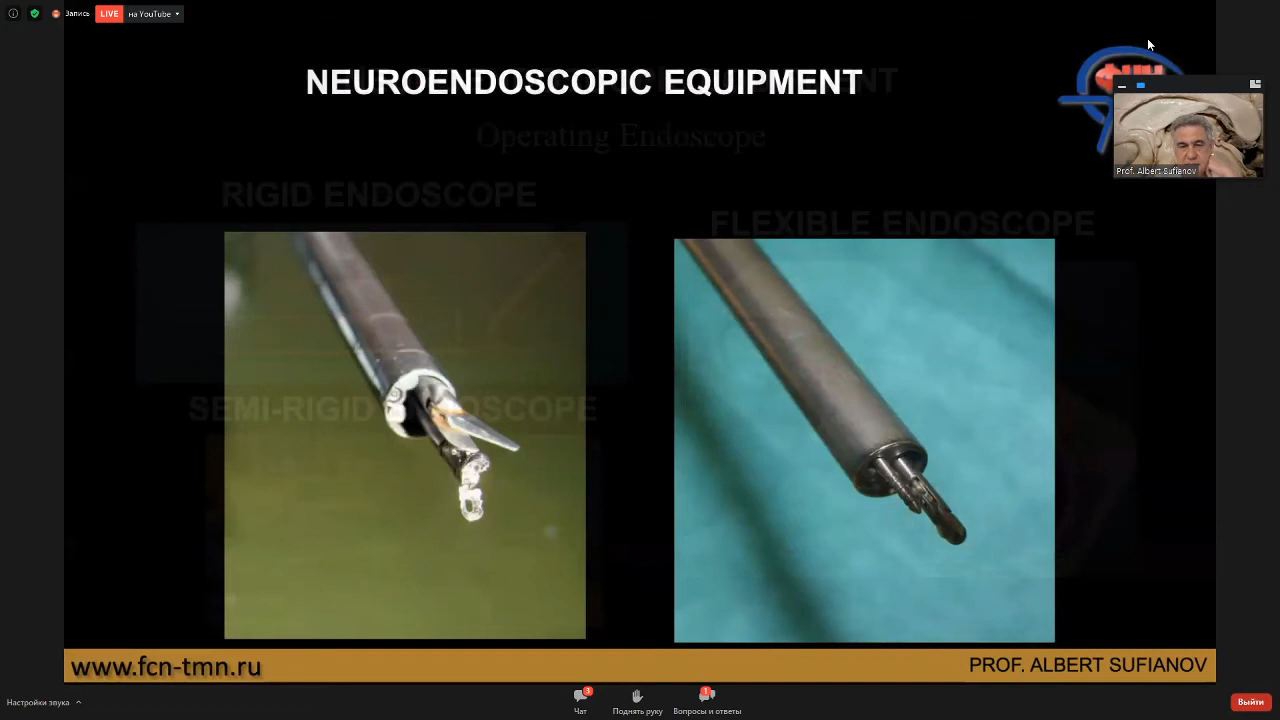 Запись
LIVE
на YouTube
NEUROENDOSCOPIC EQUIPMENT
Operating Endoscope
RIGID ENDOSCOPE
FLEXIBLE ENDOSCOPE
SEMI-RIGID ENDOSCOPE
Prof. Albert Sufianov
www.fcn-tmn.ru
PROF. ALBERT SUFIANOV
Настройки звука
3
Чат
Поднять руку
1
Вопросы и ответы
Выйти